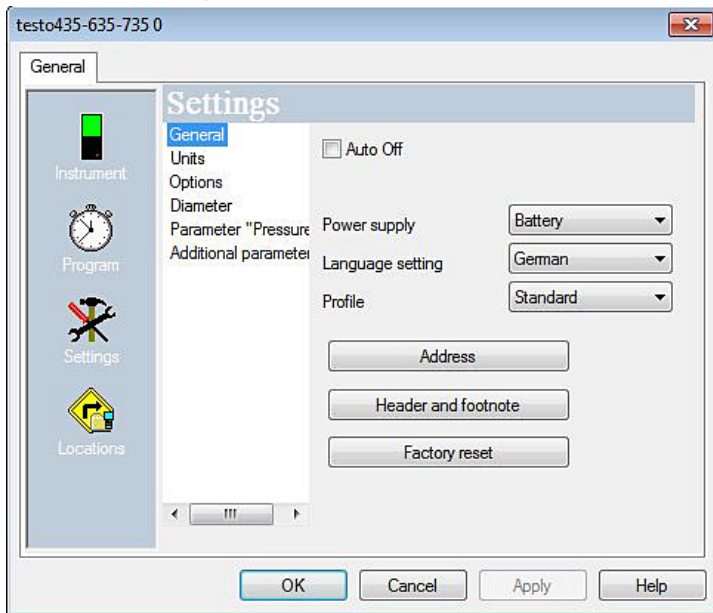 testo435-635-735 0
General
Instrument
Program
Settings
Locations
Settings
General
Units
Options
Diameter
Parameter "Pressure
Additional parameter
Auto Off
Power supply Battery
Language setting German
Profile Standard
Address
Header and footnote
Factory reset
OK Cancel Apply Help